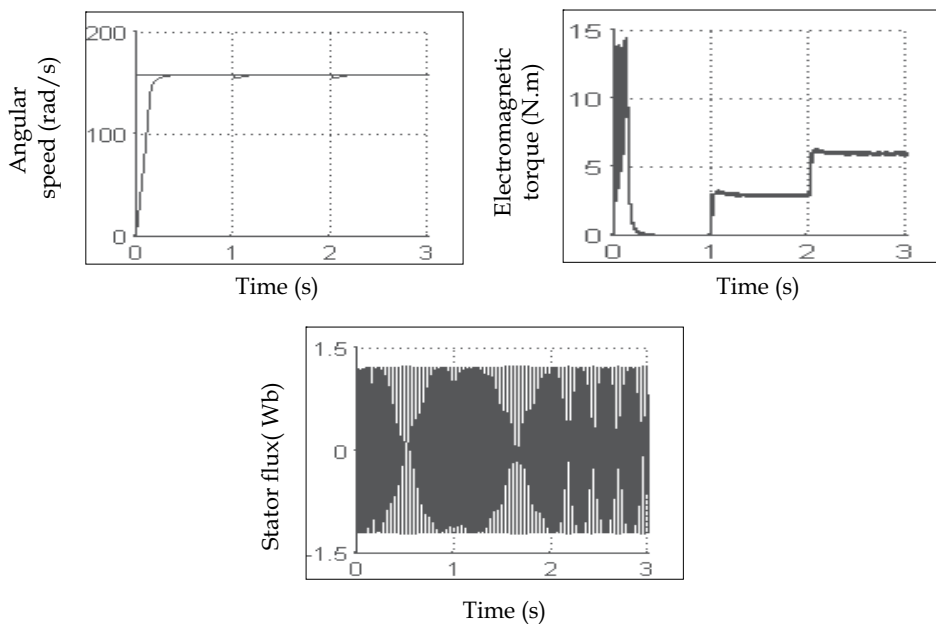 Angular
speed (rad/s)
200
100
0
0 1 2 3
Time (s)
Electromagnetic
torque (N.m)
15
10
5
0
0 1 2 3
Time (s)
Stator flux( Wb)
1.5
0
-1.5
0 1 2 3
Time (s)